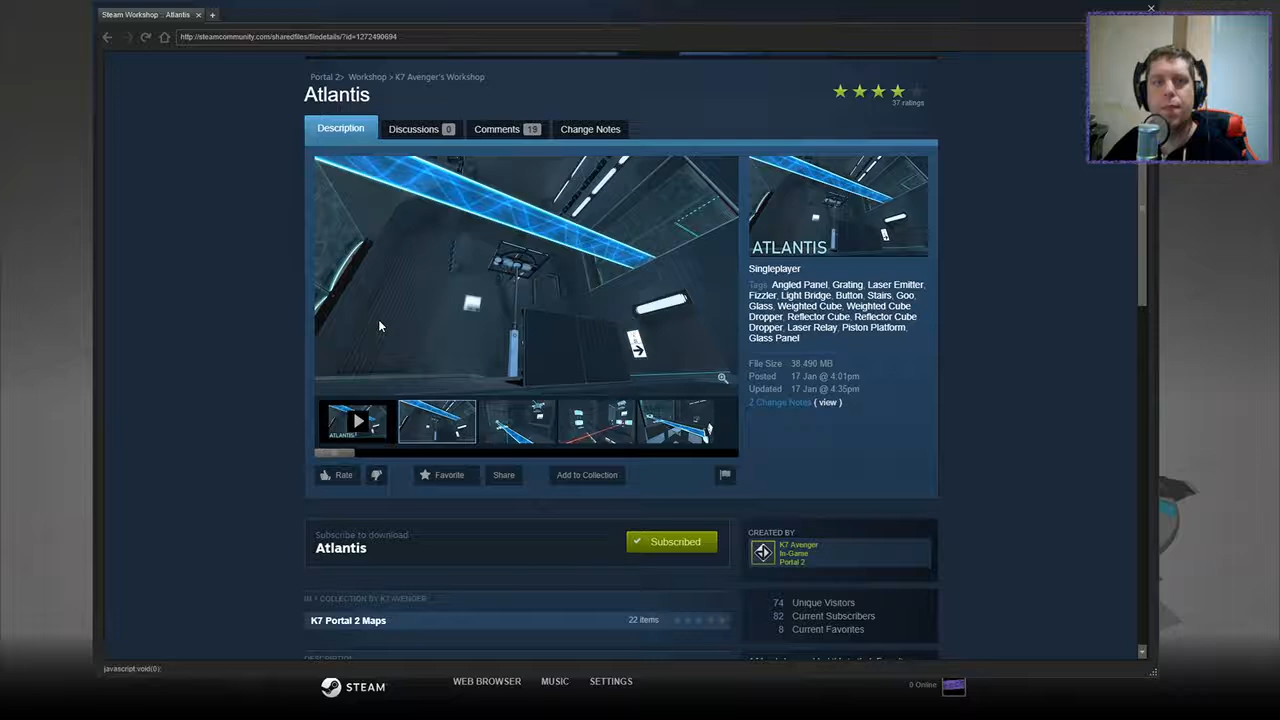 Steam Workshop :: Atlantis
http://steamcommunity.com/sharedfiles/filedetails/?id=1272490694
Portal 2> Workshop > K7 Avenger's Workshop
Atlantis
37 ratings
Description
Discussions 0
Comments 19
Change Notes
ATLANTIS
Singleplayer
Tags: Angled Panel, Grating, Laser Emitter,
Fizzler, Light Bridge, Button, Stairs, Goo,
Glass, Weighted Cube, Weighted Cube
Dropper, Reflector Cube, Reflector Cube
Dropper, Laser Relay, Piston Platform,
Glass Panel
File Size 38.490 MB
Posted 17 Jan @ 4:01pm
Updated 17 Jan @ 4:35pm
2 Change Notes ( view )
ATLANTIS
Rate
Favorite
Share
Add to Collection
Subscribe to download
Atlantis
Subscribed
CREATED BY
K7 Avenger
In-Game
Portal 2
IN 1 COLLECTION BY K7 AVENGER
K7 Portal 2 Maps
22 items
74 Unique Visitors
82 Current Subscribers
8 Current Favorites
DESCRIPTION
javascript:void(0);
STEAM
WEB BROWSER
MUSIC
SETTINGS
0 Online